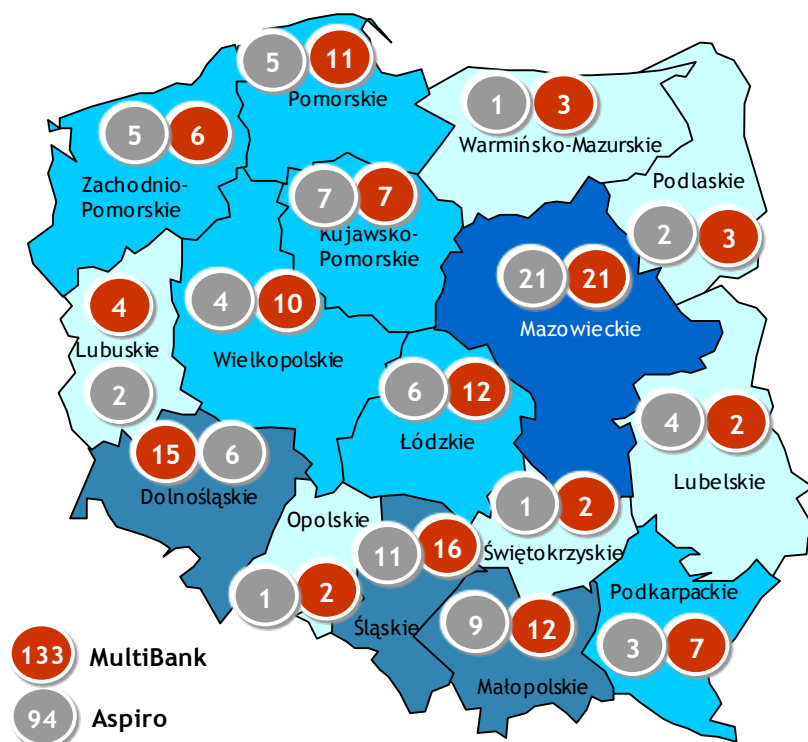 5 11
Pomorskie
1 3
Warmińsko-Mazurskie
5 6
Zachodnio-
Pomorskie
Podlaskie
2 3
7 7
Kujawsko-
Pomorskie
21 21
Mazowieckie
4
Lubuskie
2
4 10
Wielkopolskie
6 12
Łódzkie
4 2
Lubelskie
15 6
Dolnośląskie
Opolskie
1 2
11 16
Śląskie
1 2
Świętokrzyskie
9 12
Małopolskie
Podkarpackie
3 7
133 MultiBank
94 Aspiro